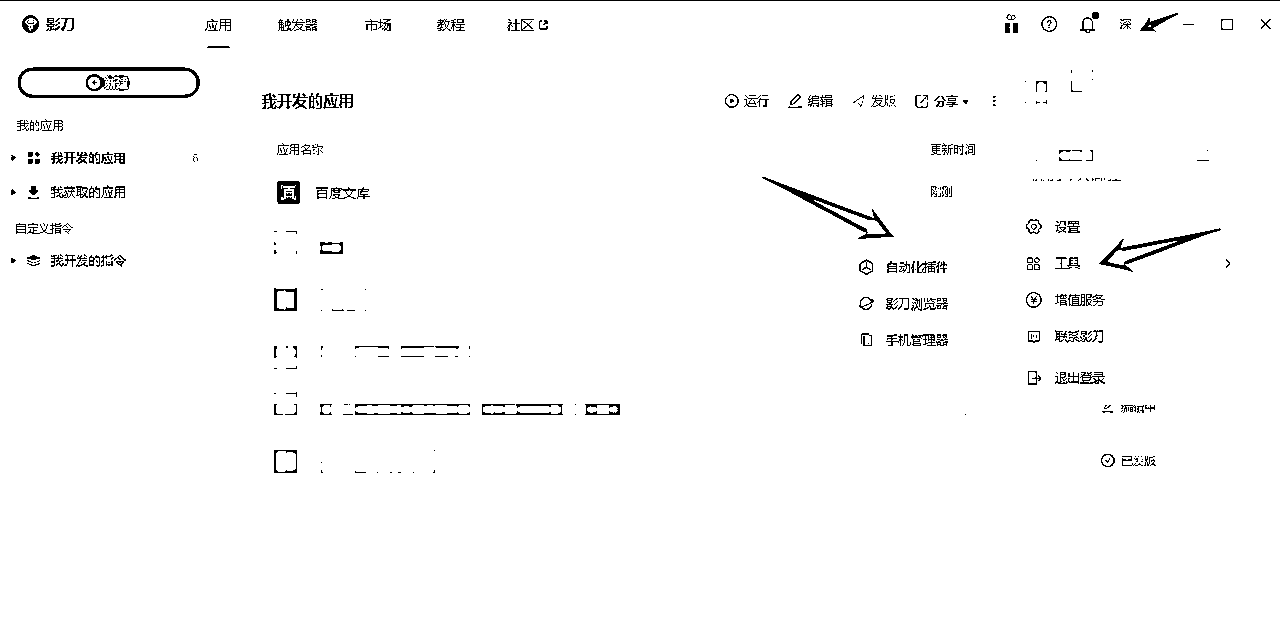 影刀 应用 触发器 市场 教程 社区 深
新建
我开发的应用 运行 编辑 发版 分享
我的应用
应用名称 更新时间
我开发的应用 6
我获取的应用 百度文库 刚刚
自定义指令 设置
我开发的指令 自动化插件 工具
影刀浏览器 增值服务
手机管理器 联系影刀
退出登录
编辑中
已发版